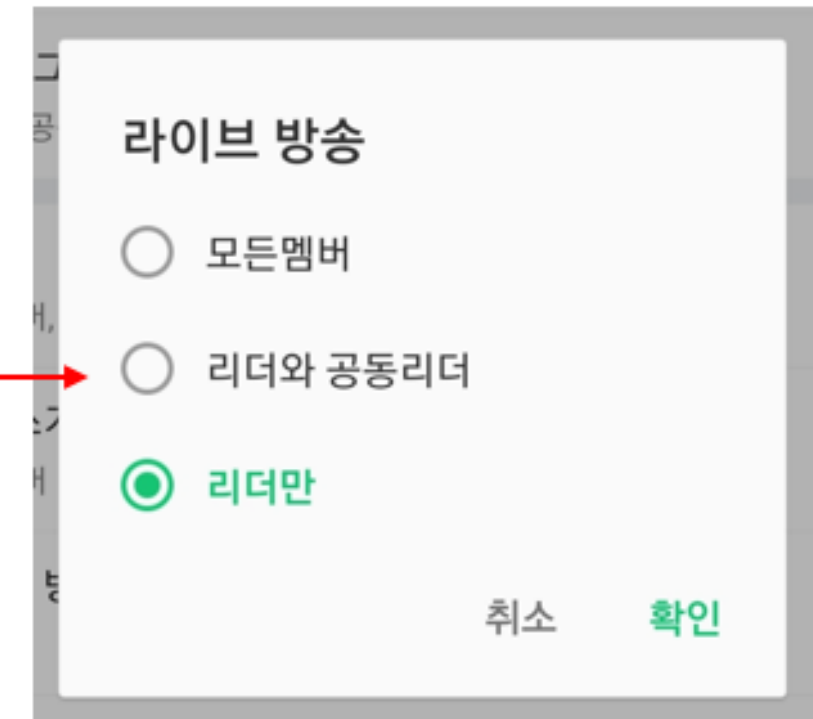 라이브 방송
모든멤버
리더와 공동리더
리더만
취소 확인